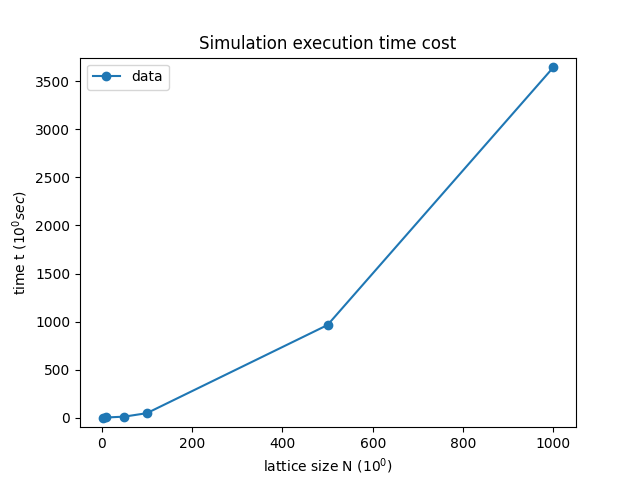 Simulation execution time cost
data
time t (10⁰sec)
3500
3000
2500
2000
1500
1000
500
0
0 200 400 600 800 1000
lattice size N (10⁰)